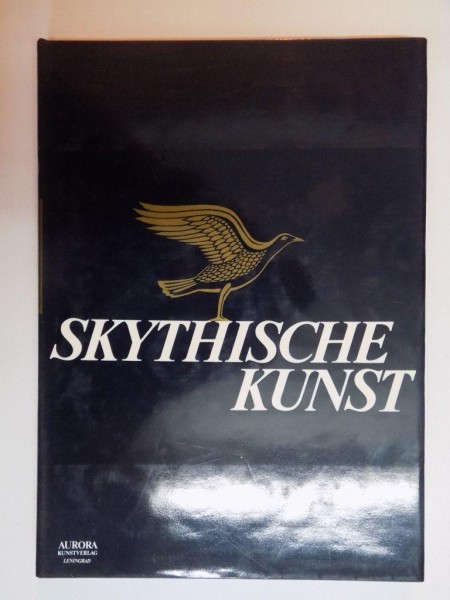 SKYTHISCHE
KUNST
AURORA
KUNSTVERLAG
LENINGRAD